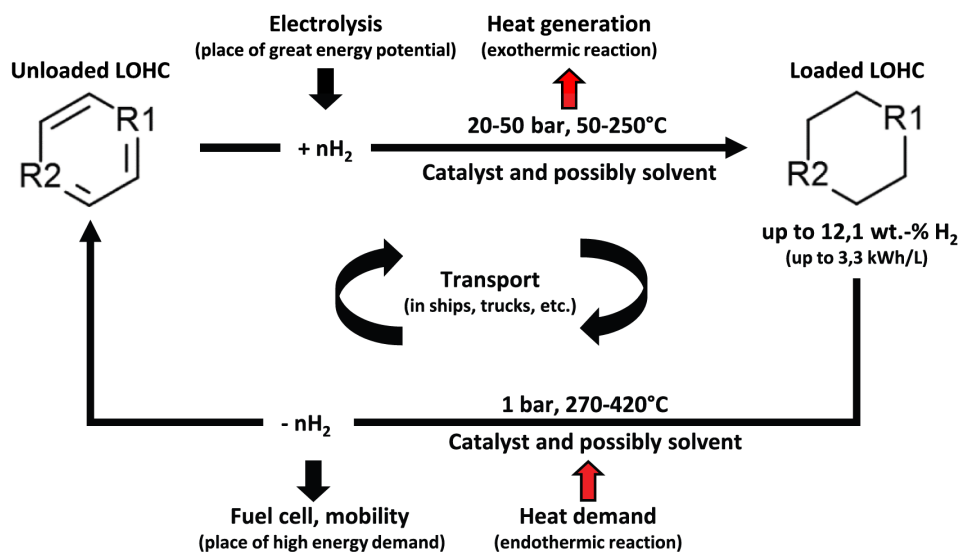 Electrolysis
(place of great energy potential)
Heat generation
(exothermic reaction)
Unloaded LOHC
Loaded LOHC
R1
R2
+ nH₂
20-50 bar, 50-250°C
Catalyst and possibly solvent
R1
R2
up to 12,1 wt.-% H₂
(up to 3,3 kWh/L)
Transport
(in ships, trucks, etc.)
1 bar, 270-420°C
- nH₂
Catalyst and possibly solvent
Fuel cell, mobility
(place of high energy demand)
Heat demand
(endothermic reaction)